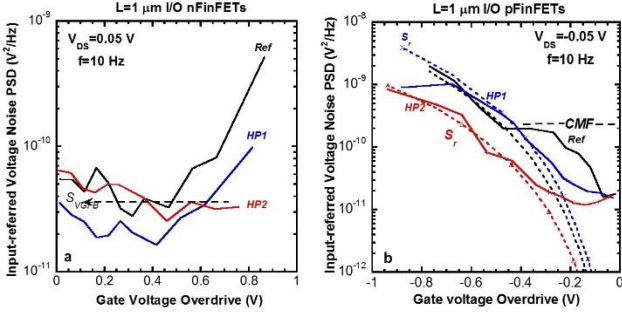 L=1 µm I/O nFinFETs
Input-referred Voltage Noise PSD (V²/Hz)
10⁻⁹
10⁻¹⁰
10⁻¹¹
V_DS=0.05 V
f=10 Hz
Ref
HP1
HP2
S_VGFB
a
0 0.2 0.4 0.6 0.8 1
Gate Voltage Overdrive (V)
L=1 µm I/O pFinFETs
Input-referred Voltage Noise PSD (V²/Hz)
10⁻⁷
10⁻⁸
10⁻⁹
10⁻¹⁰
10⁻¹¹
10⁻¹²
S_r
V_DS=-0.05 V
f=10 Hz
HP1
HP2
CMF
Ref
S_r
b
-1 -0.8 -0.6 -0.4 -0.2 0
Gate voltage Overdrive (V)